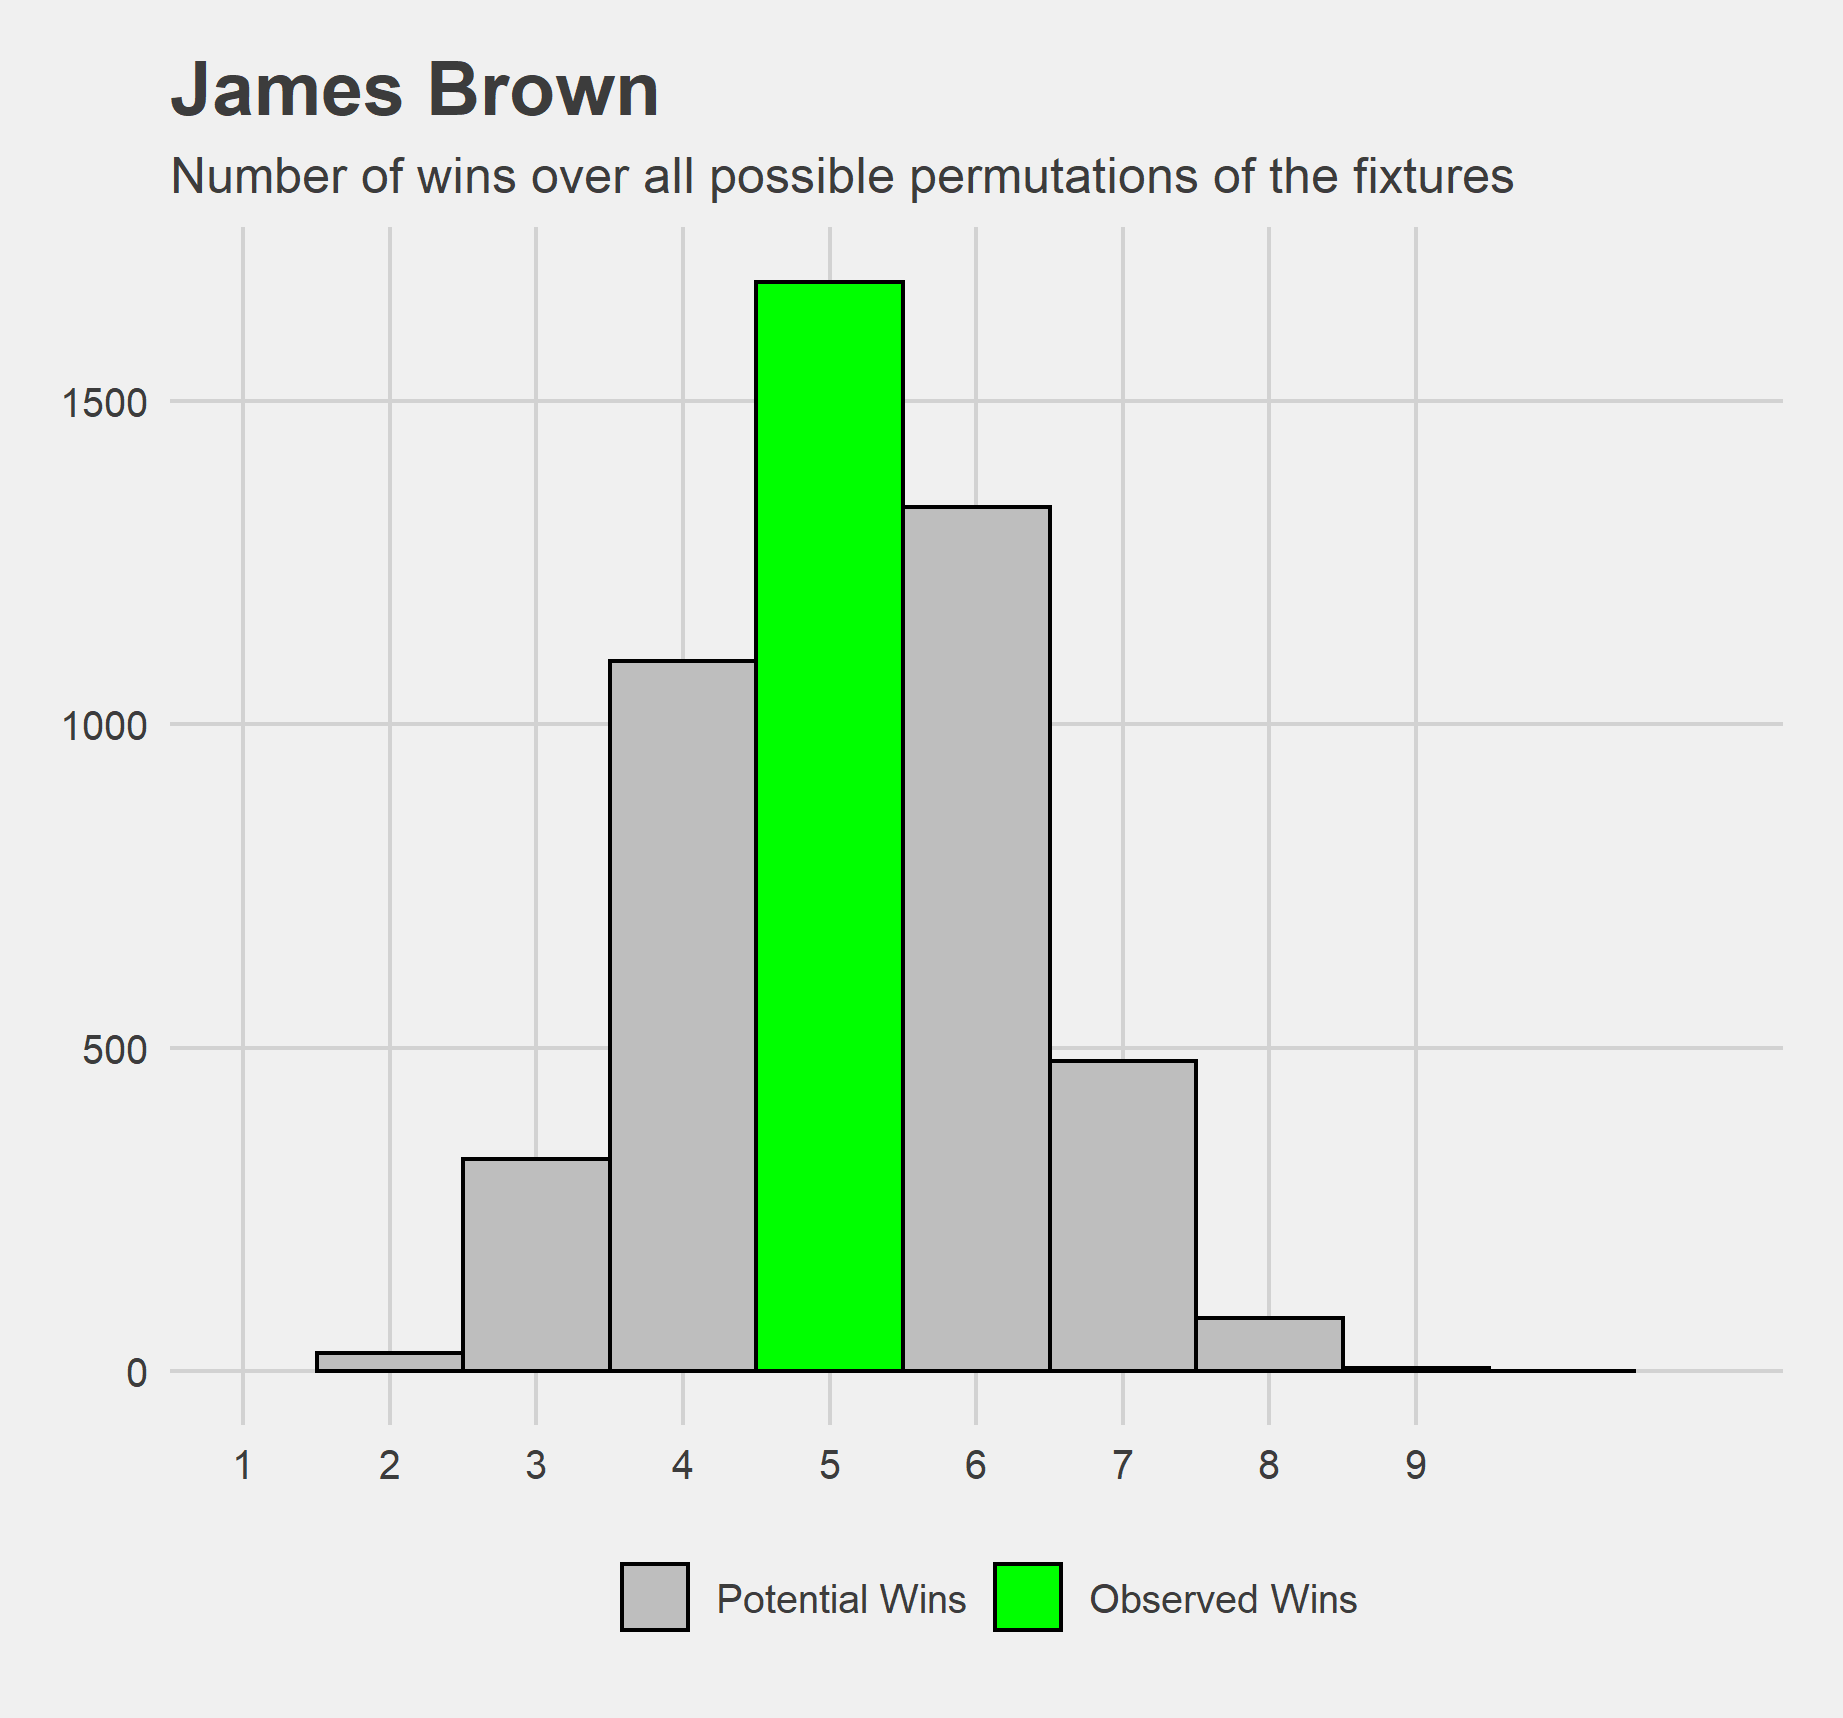 James Brown
Number of wins over all possible permutations of the fixtures
1500
1000
500
0
1 2 3 4 5 6 7 8 9
Potential Wins Observed Wins